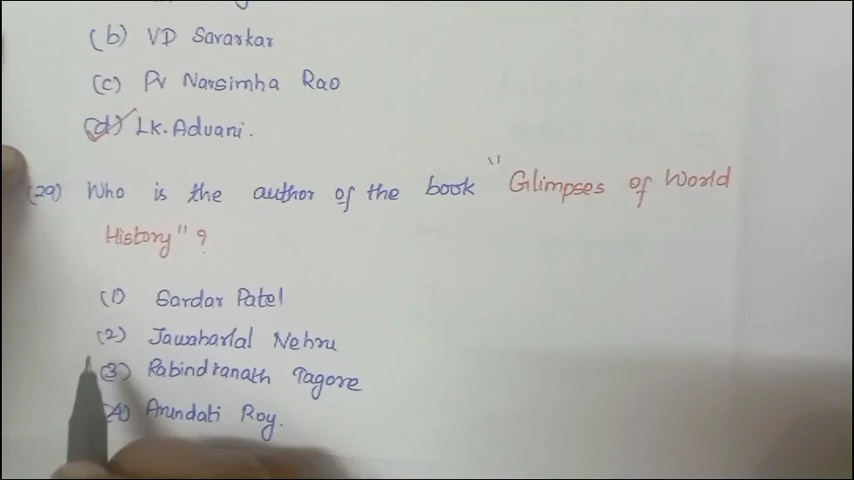 (b) VD Savarkar
(c) PV Narsimha Rao
(d) Lk. Advani.
(29) Who is the author of the book "Glimpses of World
History" ?
(1) Sardar Patel
(2) Jawaharlal Nehru
(3) Rabindranath Tagore
(4) Arundati Roy.